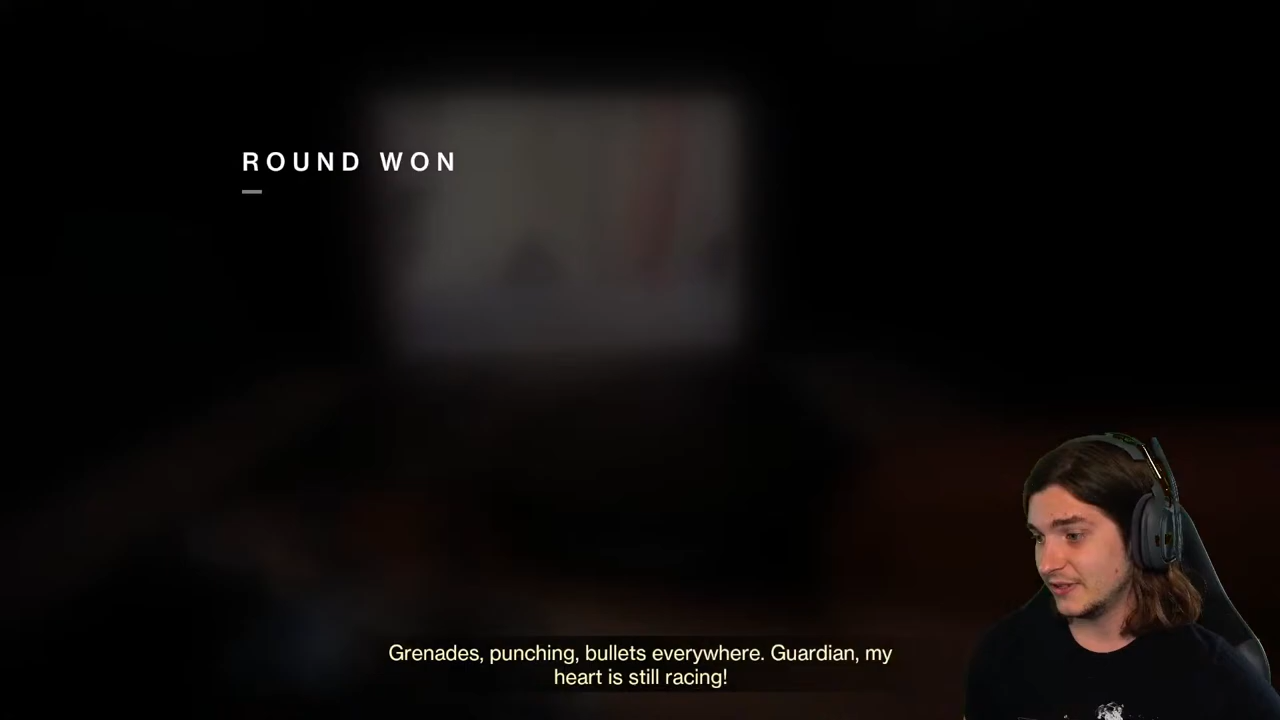 ROUND WON
Grenades, punching, bullets everywhere. Guardian, my
heart is still racing!